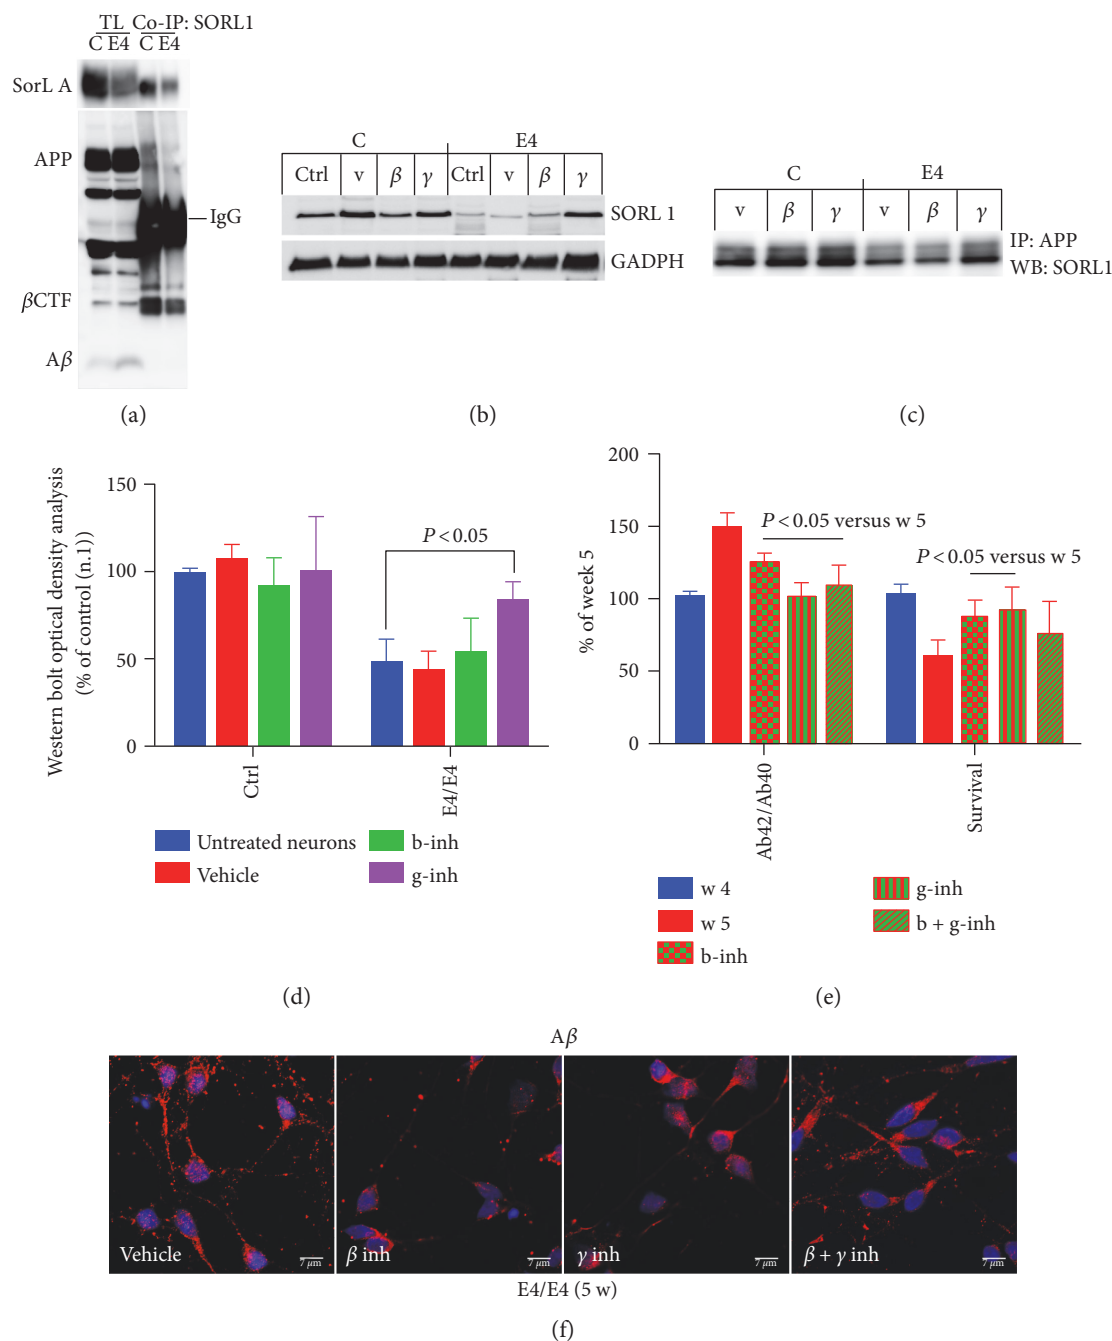 TL Co-IP: SORL1
C E4 C E4
SorL A
APP
IgG
βCTF
Aβ
(a)
C E4
Ctrl v β γ Ctrl v β γ
SORL 1
GADPH
(b)
C E4
v β γ v β γ
IP: APP
WB: SORL1
(c)
Western bolt optical density analysis
(% of control (n.1))
150
100
50
0
P < 0.05
Ctrl
E4/E4
Untreated neurons
Vehicle
b-inh
g-inh
(d)
% of week 5
200
150
100
50
0
P < 0.05 versus w 5
P < 0.05 versus w 5
Ab42/Ab40
Survival
w 4
w 5
b-inh
g-inh
b + g-inh
(e)
Aβ
Vehicle
7 μm
β inh
7 μm
γ inh
7 μm
β + γ inh
7 μm
E4/E4 (5 w)
(f)